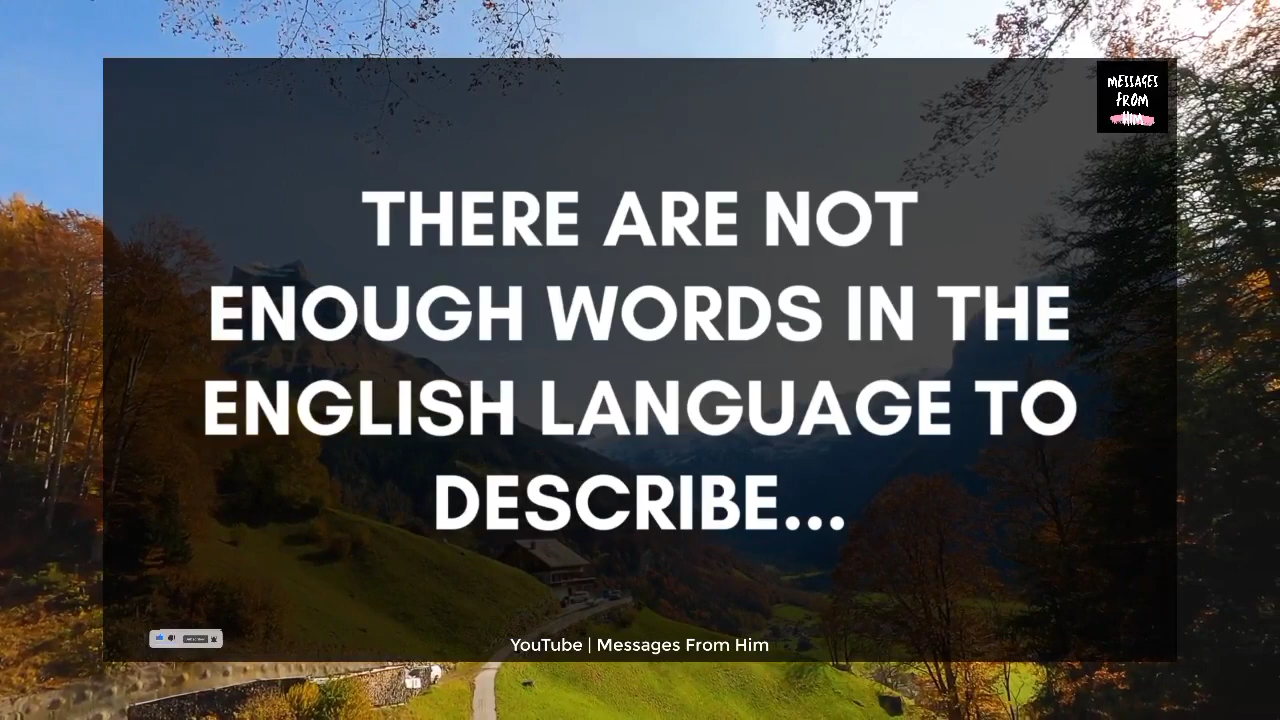 MESSAGES
FROM
HIM
THERE ARE NOT
ENOUGH WORDS IN THE
ENGLISH LANGUAGE TO
DESCRIBE...
YouTube | Messages From Him